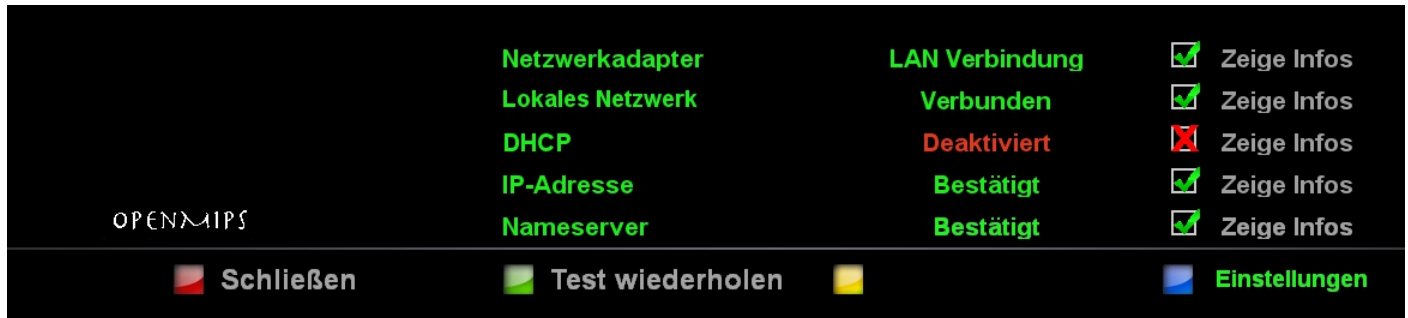 Netzwerkadapter LAN Verbindung Zeige Infos
Lokales Netzwerk Verbunden Zeige Infos
DHCP Deaktiviert Zeige Infos
IP-Adresse Bestätigt Zeige Infos
OPENMIPS
Nameserver Bestätigt Zeige Infos
Schließen Test wiederholen Einstellungen